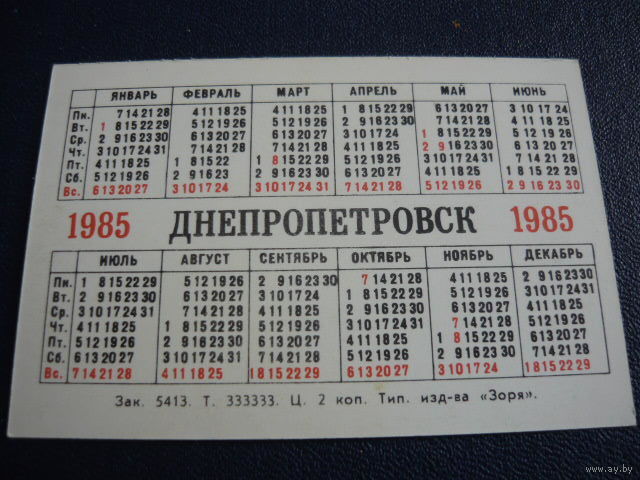 ЯНВАРЬ ФЕВРАЛЬ МАРТ АПРЕЛЬ МАЙ ИЮНЬ
Пн. 7 14 21 28 4 11 18 25 4 11 18 25 1 8 15 22 29 6 13 20 27 3 10 17 24
Вт. 1 8 15 22 29 5 12 19 26 5 12 19 26 2 9 16 23 30 7 14 21 28 4 11 18 25
Ср. 2 9 16 23 30 6 13 20 27 6 13 20 27 3 10 17 24 1 8 15 22 29 5 12 19 26
Чт. 3 10 17 24 31 7 14 21 28 7 14 21 28 4 11 18 25 2 9 16 23 30 6 13 20 27
Пт. 4 11 18 25 1 8 15 22 1 8 15 22 29 5 12 19 26 3 10 17 24 31 7 14 21 28
Сб. 5 12 19 26 2 9 16 23 2 9 16 23 30 6 13 20 27 4 11 18 25 1 8 15 22 29
Вс. 6 13 20 27 3 10 17 24 3 10 17 24 31 7 14 21 28 5 12 19 26 2 9 16 23 30
1985 ДНЕПРОПЕТРОВСК 1985
ИЮЛЬ АВГУСТ СЕНТЯБРЬ ОКТЯБРЬ НОЯБРЬ ДЕКАБРЬ
Пн. 1 8 15 22 29 5 12 19 26 2 9 16 23 30 7 14 21 28 4 11 18 25 2 9 16 23 30
Вт. 2 9 16 23 30 6 13 20 27 3 10 17 24 1 8 15 22 29 5 12 19 26 3 10 17 24 31
Ср. 3 10 17 24 31 7 14 21 28 4 11 18 25 2 9 16 23 30 6 13 20 27 4 11 18 25
Чт. 4 11 18 25 1 8 15 22 29 5 12 19 26 3 10 17 24 31 7 14 21 28 5 12 19 26
Пт. 5 12 19 26 2 9 16 23 30 6 13 20 27 4 11 18 25 1 8 15 22 29 6 13 20 27
Сб. 6 13 20 27 3 10 17 24 31 7 14 21 28 5 12 19 26 2 9 16 23 30 7 14 21 28
Вс. 7 14 21 28 4 11 18 25 1 8 15 22 29 6 13 20 27 3 10 17 24 1 8 15 22 29
Зак. 5413. Т. 333333. Ц. 2 коп. Тип. изд-ва «Зоря».
www.ay.by